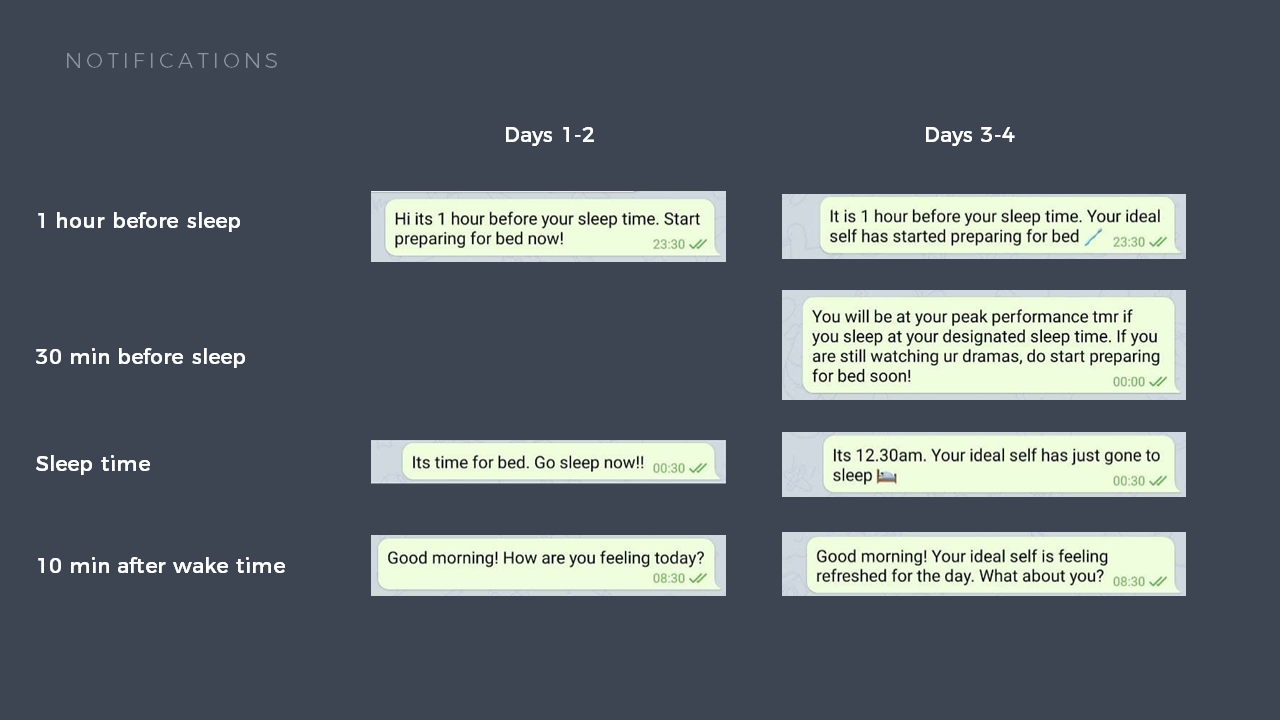 NOTIFICATIONS
Days 1-2
Days 3-4
1 hour before sleep
Hi its 1 hour before your sleep time. Start
preparing for bed now!
23:30
It is 1 hour before your sleep time. Your ideal
self has started preparing for bed
23:30
30 min before sleep
You will be at your peak performance tmr if
you sleep at your designated sleep time. If you
are still watching ur dramas, do start preparing
for bed soon!
00:00
Sleep time
Its time for bed. Go sleep now!!
00:30
Its 12.30am. Your ideal self has just gone to
sleep
00:30
10 min after wake time
Good morning! How are you feeling today?
08:30
Good morning! Your ideal self is feeling
refreshed for the day. What about you?
08:30